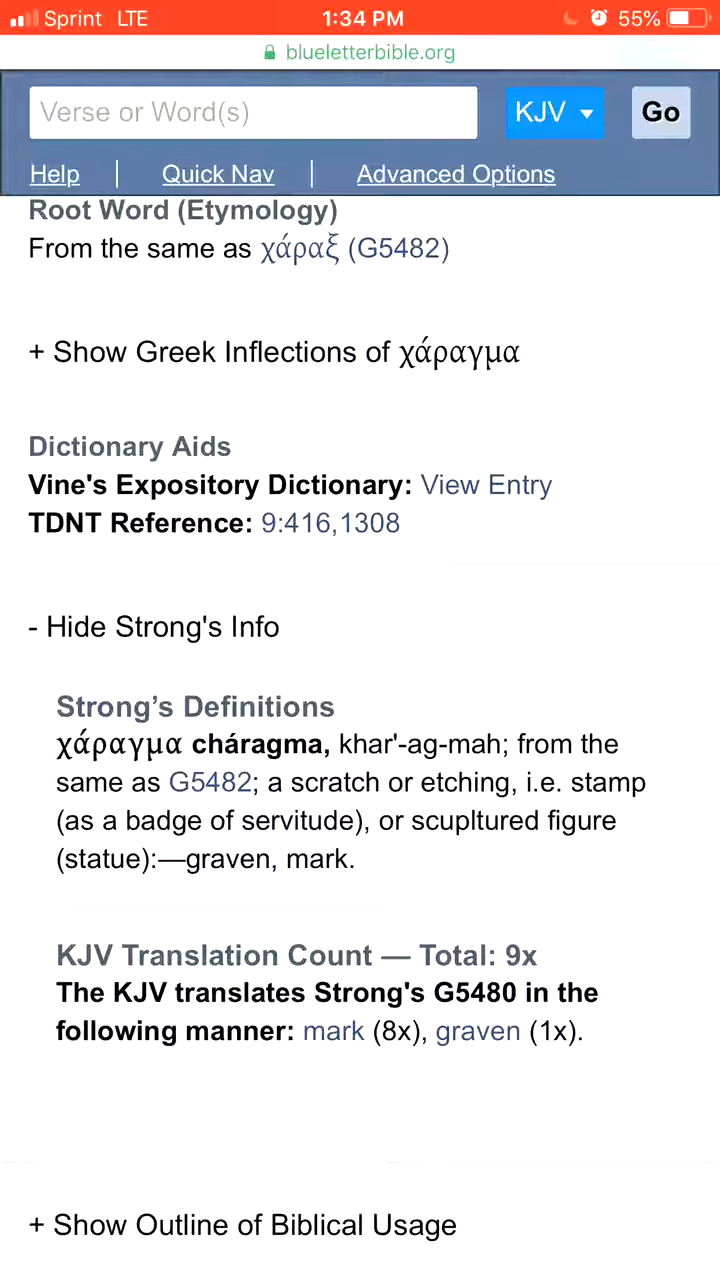 Sprint LTE 1:34 PM 55%
blueletterbible.org
Verse or Word(s) KJV Go
Help | Quick Nav | Advanced Options
Root Word (Etymology)
From the same as χάραξ (G5482)
+ Show Greek Inflections of χάραγμα
Dictionary Aids
Vine's Expository Dictionary: View Entry
TDNT Reference: 9:416,1308
- Hide Strong's Info
Strong’s Definitions
χάραγμα cháragma, khar'-ag-mah; from the
same as G5482; a scratch or etching, i.e. stamp
(as a badge of servitude), or scupltured figure
(statue):—graven, mark.
KJV Translation Count — Total: 9x
The KJV translates Strong's G5480 in the
following manner: mark (8x), graven (1x).
+ Show Outline of Biblical Usage